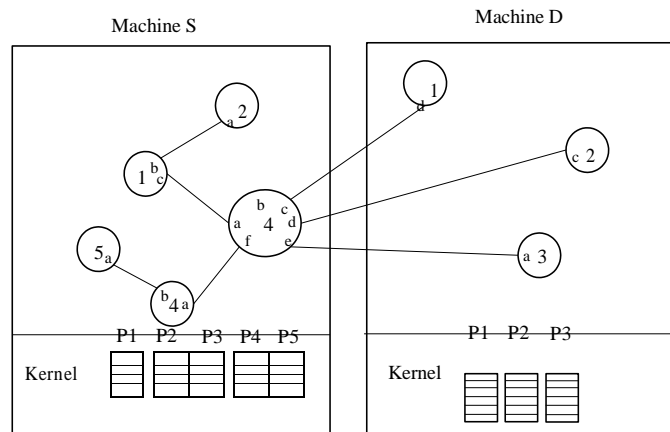 Machine S
Machine D
a 2
1
d
1 b
c
c 2
b
c
a 4 d
f e
5 a
a 3
b 4 a
P1 P2 P3 P4 P5
P1 P2 P3
Kernel
Kernel